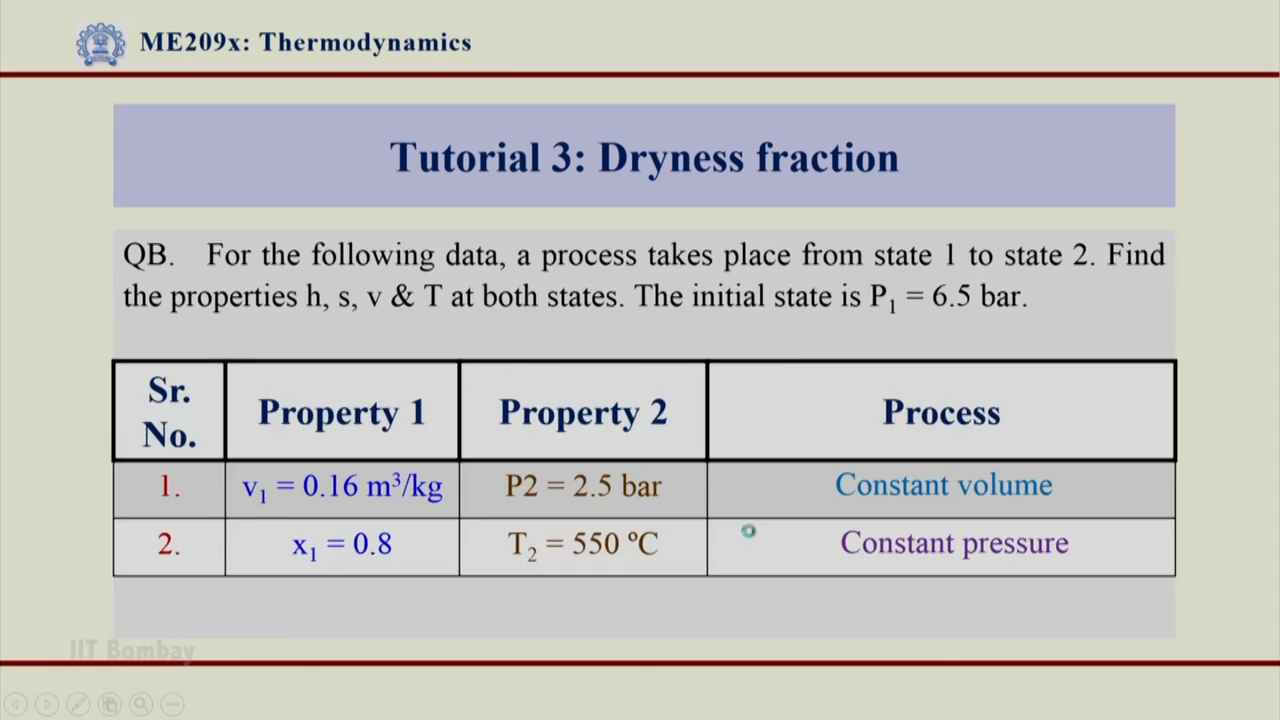 ME209x: Thermodynamics
Tutorial 3: Dryness fraction
QB. For the following data, a process takes place from state 1 to state 2. Find
the properties h, s, v & T at both states. The initial state is P₁ = 6.5 bar.
Sr. No. Property 1 Property 2 Process
1. v₁ = 0.16 m³/kg P2 = 2.5 bar Constant volume
2. x₁ = 0.8 T₂ = 550 ºC Constant pressure
IIT Bombay